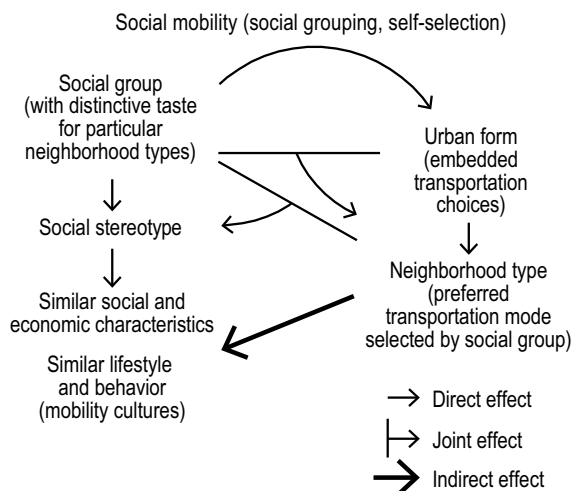 Social mobility (social grouping, self-selection)
Social group
(with distinctive taste
for particular
neighborhood types)
Urban form
(embedded
transportation
choices)
Social stereotype
Neighborhood type
(preferred
transportation mode
selected by social group)
Similar social and
economic characteristics
Similar lifestyle
and behavior
(mobility cultures)
Direct effect
Joint effect
Indirect effect